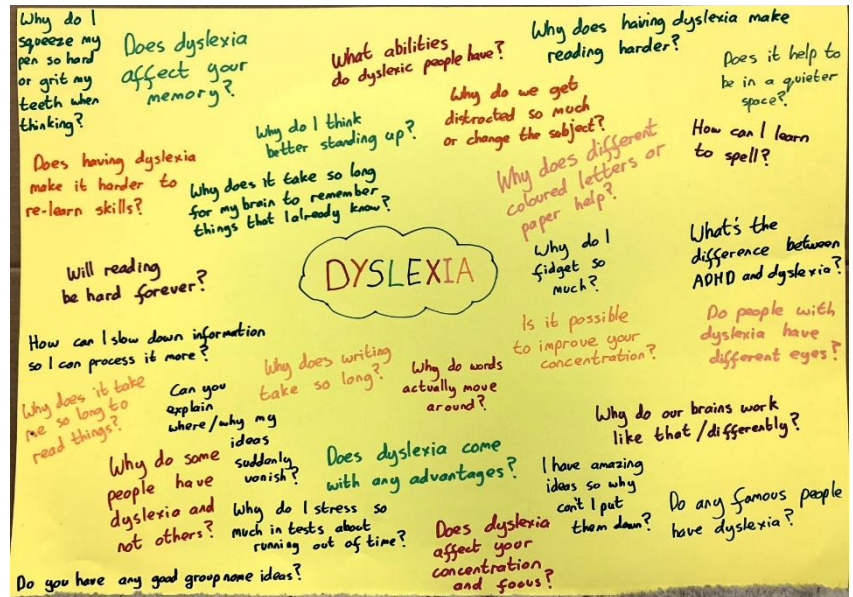 Why do I
squeeze my
pen so hard
or grit my
teeth when
thinking?
Does dyslexia
affect your
memory?
What abilities
do dyslexic people have?
Why does having dyslexia make
reading harder?
Does it help to
be in a quieter
space?
Why do I think
better standing up?
Why do we get
distracted so much
or change the subject?
How can I learn
to spell?
Does having dyslexia
make it harder to
re-learn skills?
Why does it take so long
for my brain to remember
things that I already know?
Why does different
coloured letters or
paper help?
Will reading
be hard forever?
DYSLEXIA
Why do I
fidget so
much?
What's the
difference between
ADHD and dyslexia?
How can I slow down information
so I can process it more?
Why does writing
take so long?
Why do words
actually move
around?
Is it possible
to improve your
concentration?
Do people with
dyslexia have
different eyes?
Why does it take
me so long to
read things?
Can you
explain
where/why my
ideas
suddenly
vanish?
Why do our brains work
like that/differently?
Why do some
people have
dyslexia and
not others?
Does dyslexia come
with any advantages?
I have amazing
ideas so why
can't I put
them down?
Do any famous people
have dyslexia?
Why do I stress so
much in tests about
running out of time?
Does dyslexia
affect your
concentration
and focus?
Do you have any good group name ideas?